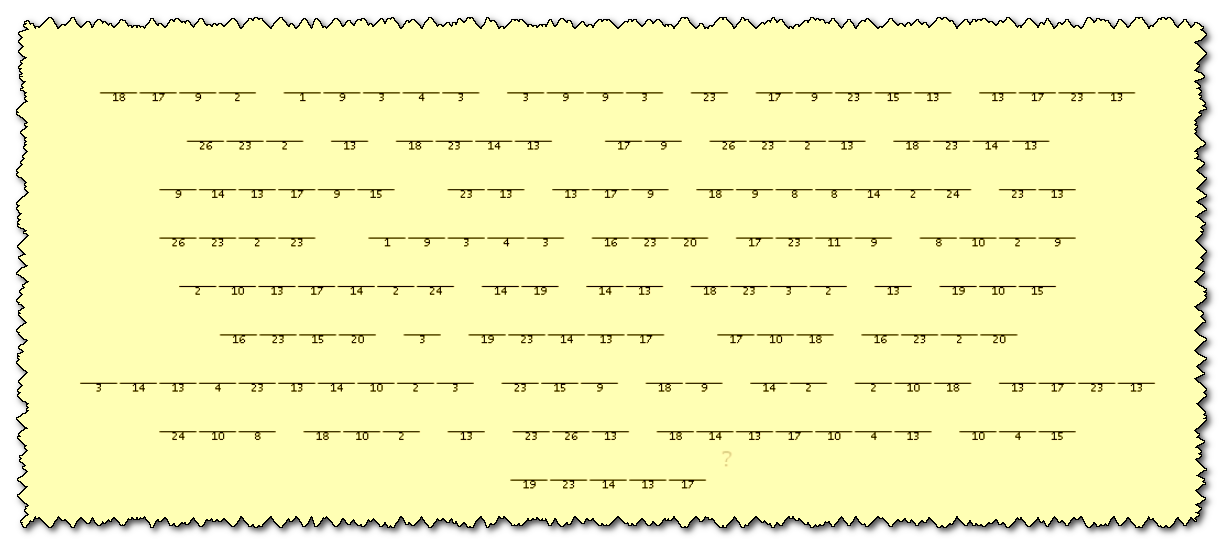 18 17 9 2 1 9 3 4 3 3 9 9 3 23 17 9 23 15 13 13 17 23 13
26 23 2 13 18 23 14 13 17 9 26 23 2 13 18 23 14 13
9 14 13 17 9 15 23 13 13 17 9 18 9 8 8 14 2 24 23 13
26 23 2 23 1 9 3 4 3 16 23 20 17 23 11 9 8 10 2 9
2 10 13 17 14 2 24 14 19 14 13 18 23 3 2 13 19 10 15
16 23 15 20 3 19 23 14 13 17 17 10 18 16 23 2 20
3 14 13 4 23 13 14 10 2 3 23 15 9 18 9 14 2 2 10 18 13 17 23 13
24 10 8 18 10 2 13 23 26 13 18 14 13 17 10 4 13 10 4 15
?
19 23 14 13 17